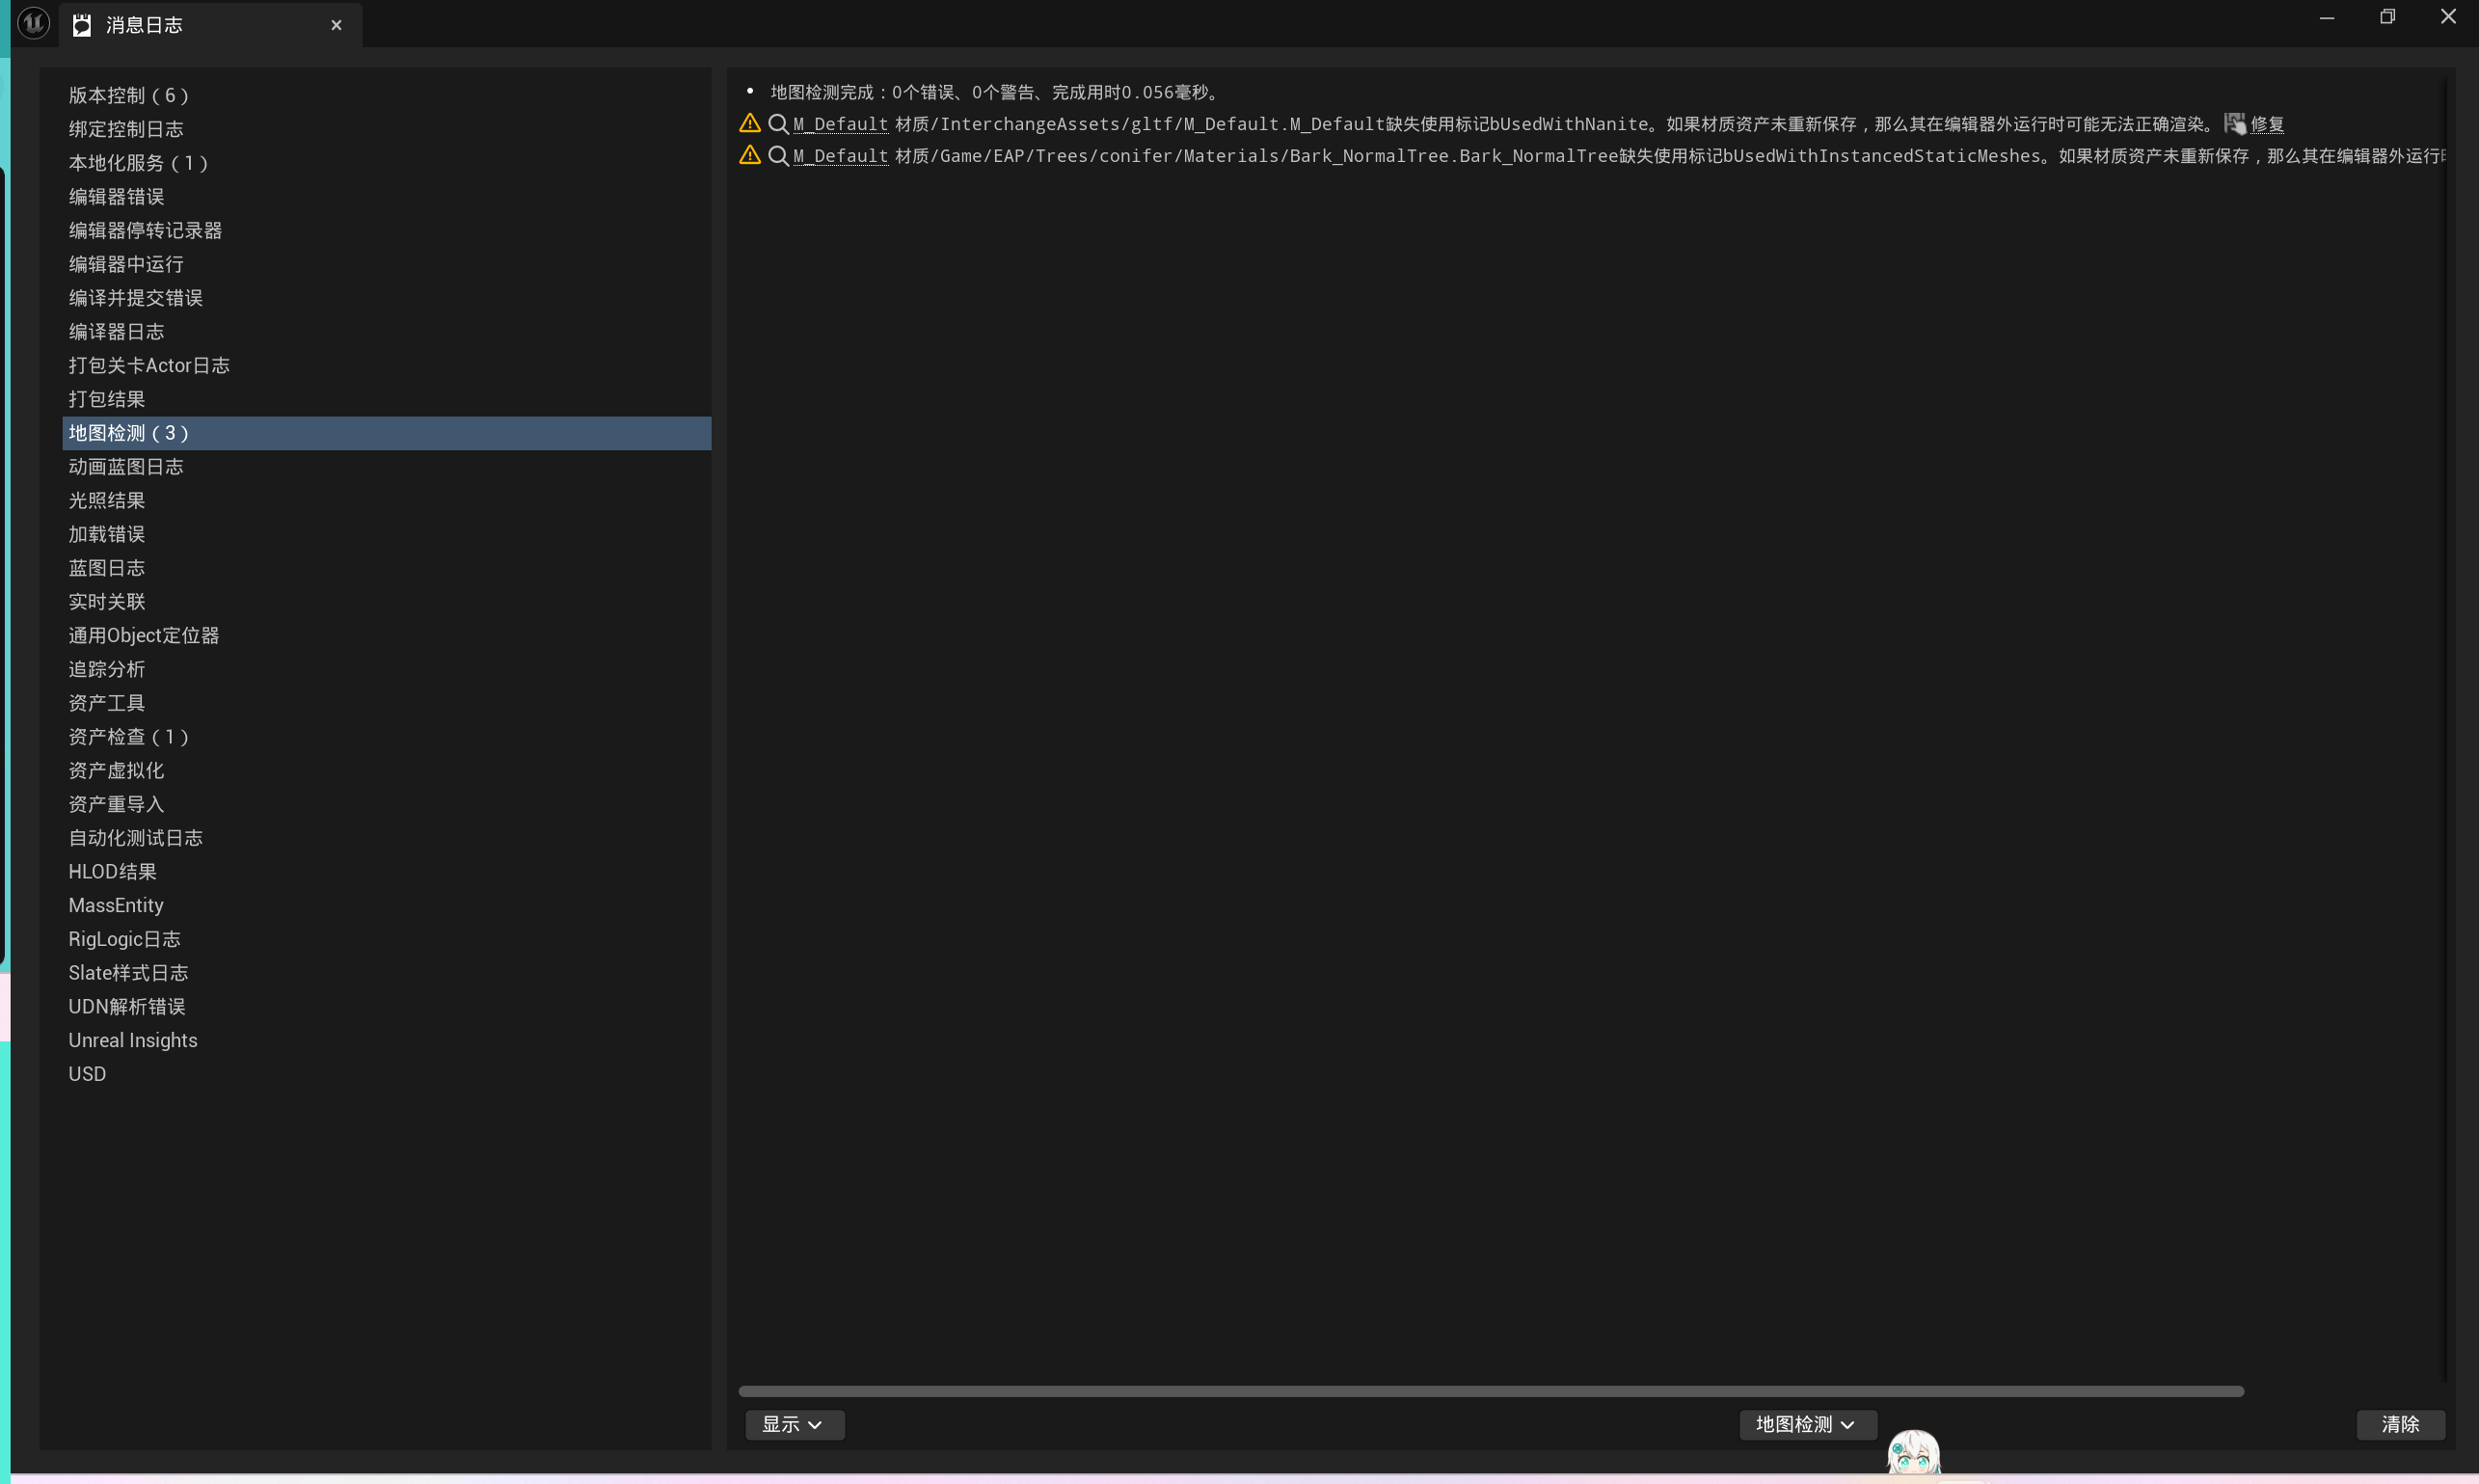 消息日志
版本控制（6）
绑定控制日志
本地化服务（1）
编辑器错误
编辑器停转记录器
编辑器中运行
编译并提交错误
编译器日志
打包关卡Actor日志
打包结果
地图检测（3）
动画蓝图日志
光照结果
加载错误
蓝图日志
实时关联
通用Object定位器
追踪分析
资产工具
资产检查（1）
资产虚拟化
资产重导入
自动化测试日志
HLOD结果
MassEntity
RigLogic日志
Slate样式日志
UDN解析错误
Unreal Insights
USD
地图检测完成：0个错误、0个警告、完成用时0.056毫秒。
M_Default 材质/InterchangeAssets/gltf/M_Default.M_Default缺失使用标记bUsedWithNanite。如果材质资产未重新保存，那么其在编辑器外运行时可能无法正确渲染。 修复
M_Default 材质/Game/EAP/Trees/conifer/Materials/Bark_NormalTree.Bark_NormalTree缺失使用标记bUsedWithInstancedStaticMeshes。如果材质资产未重新保存，那么其在编辑器外运行
显示
地图检测
清除